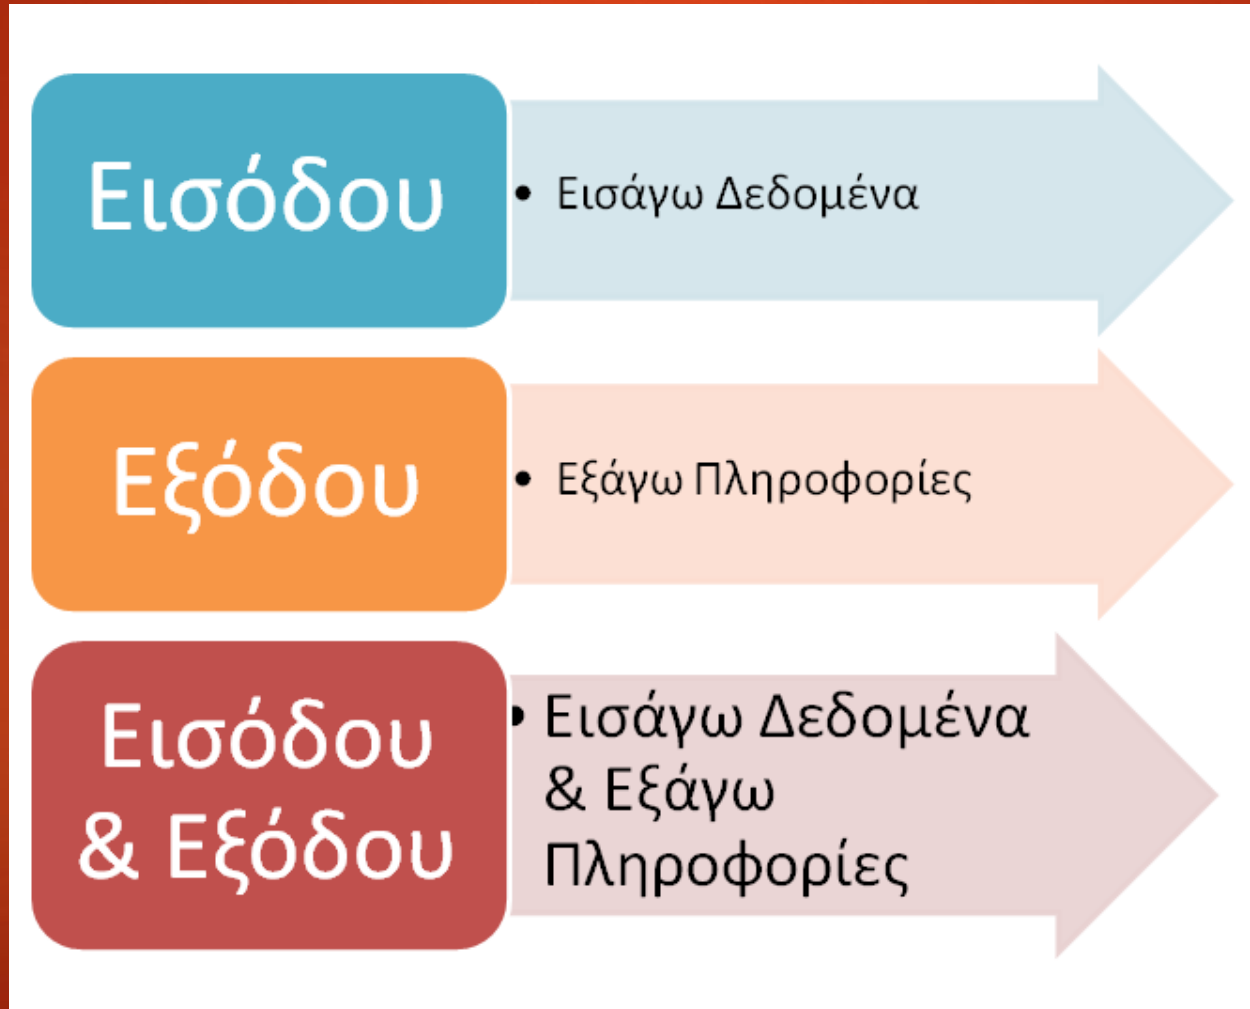 Εισόδου
• Εισάγω Δεδομένα
Εξόδου
• Εξάγω Πληροφορίες
Εισόδου
& Εξόδου
• Εισάγω Δεδομένα
& Εξάγω
Πληροφορίες